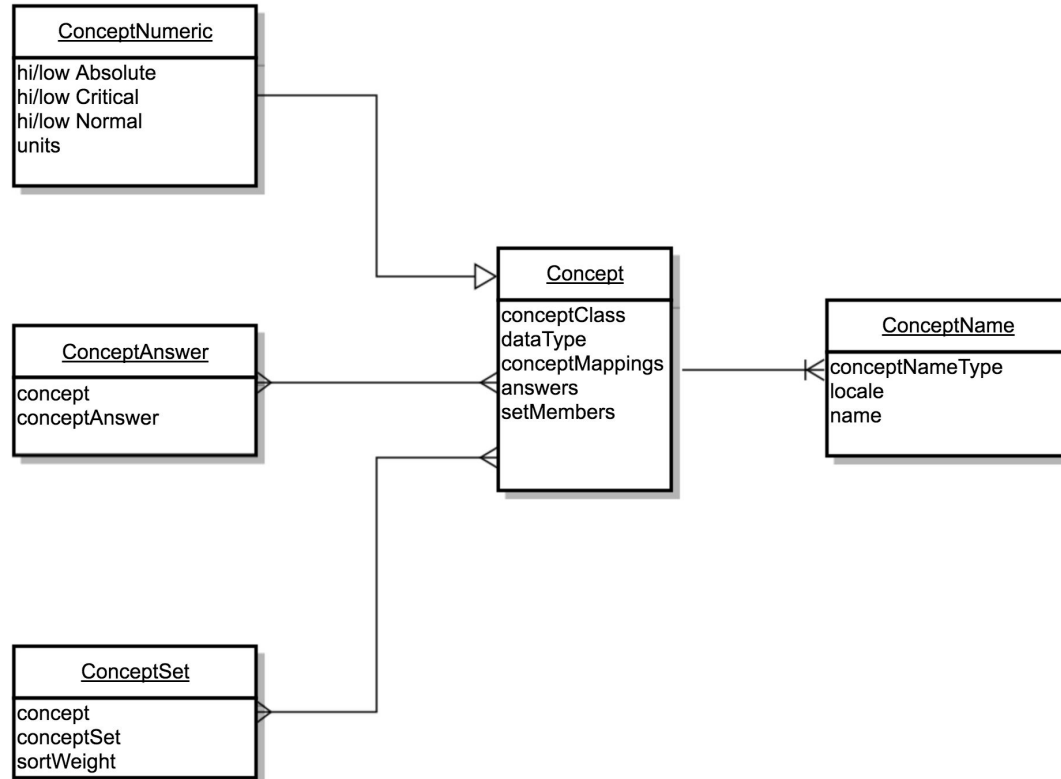 ConceptNumeric
hi/low Absolute
hi/low Critical
hi/low Normal
units
Concept
conceptClass
dataType
conceptMappings
answers
setMembers
ConceptName
conceptNameType
locale
name
ConceptAnswer
concept
conceptAnswer
ConceptSet
concept
conceptSet
sortWeight